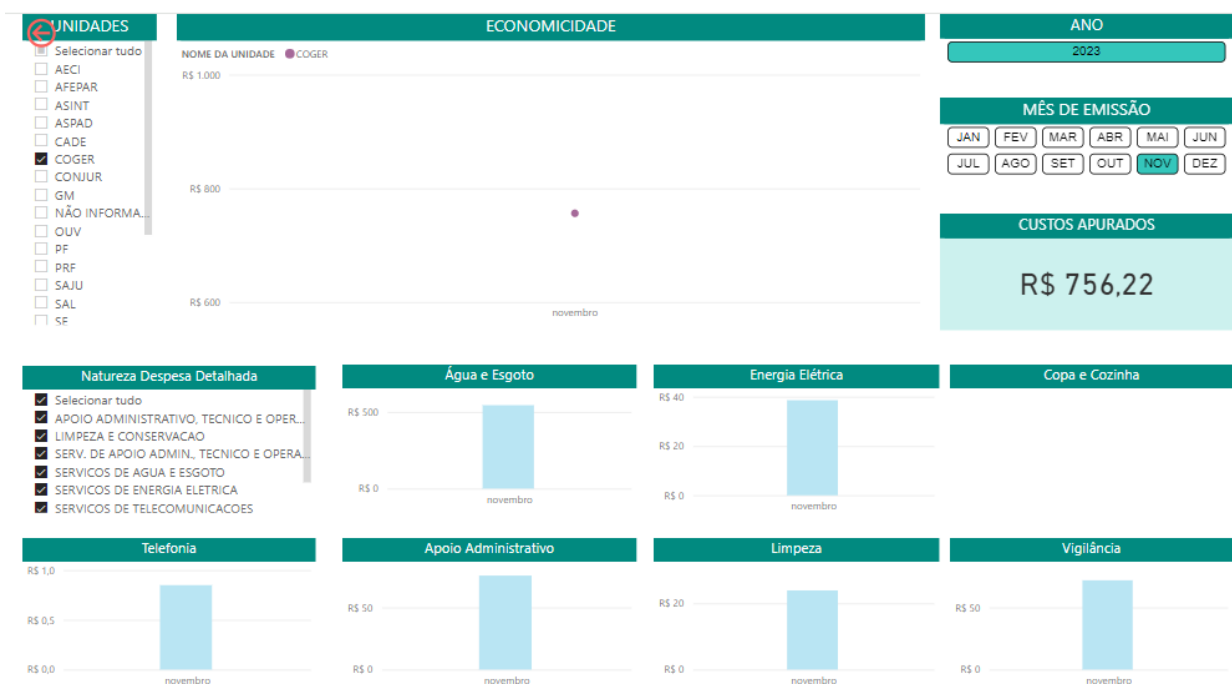 UNIDADES
Selecionar tudo
AECI
AFEPAR
ASINT
ASPAD
CADE
COGER
CONJUR
GM
NÃO INFORMA...
OUV
PF
PRF
SAJU
SAL
SE
ECONOMICIDADE
NOME DA UNIDADE COGER
R$ 1.000
R$ 800
R$ 600
novembro
ANO
2023
MÊS DE EMISSÃO
JAN FEV MAR ABR MAI JUN
JUL AGO SET OUT NOV DEZ
CUSTOS APURADOS
R$ 756,22
Natureza Despesa Detalhada
Selecionar tudo
APOIO ADMINISTRATIVO, TECNICO E OPER...
LIMPEZA E CONSERVACAO
SERV. DE APOIO ADMIN., TECNICO E OPERA...
SERVICOS DE AGUA E ESGOTO
SERVICOS DE ENERGIA ELETRICA
SERVICOS DE TELECOMUNICACOES
Água e Esgoto
R$ 500
R$ 0
novembro
Energia Elétrica
R$ 40
R$ 20
R$ 0
novembro
Copa e Cozinha
Telefonia
R$ 1,0
R$ 0,5
R$ 0,0
novembro
Apoio Administrativo
R$ 50
R$ 0
novembro
Limpeza
R$ 20
R$ 0
novembro
Vigilância
R$ 50
R$ 0
novembro